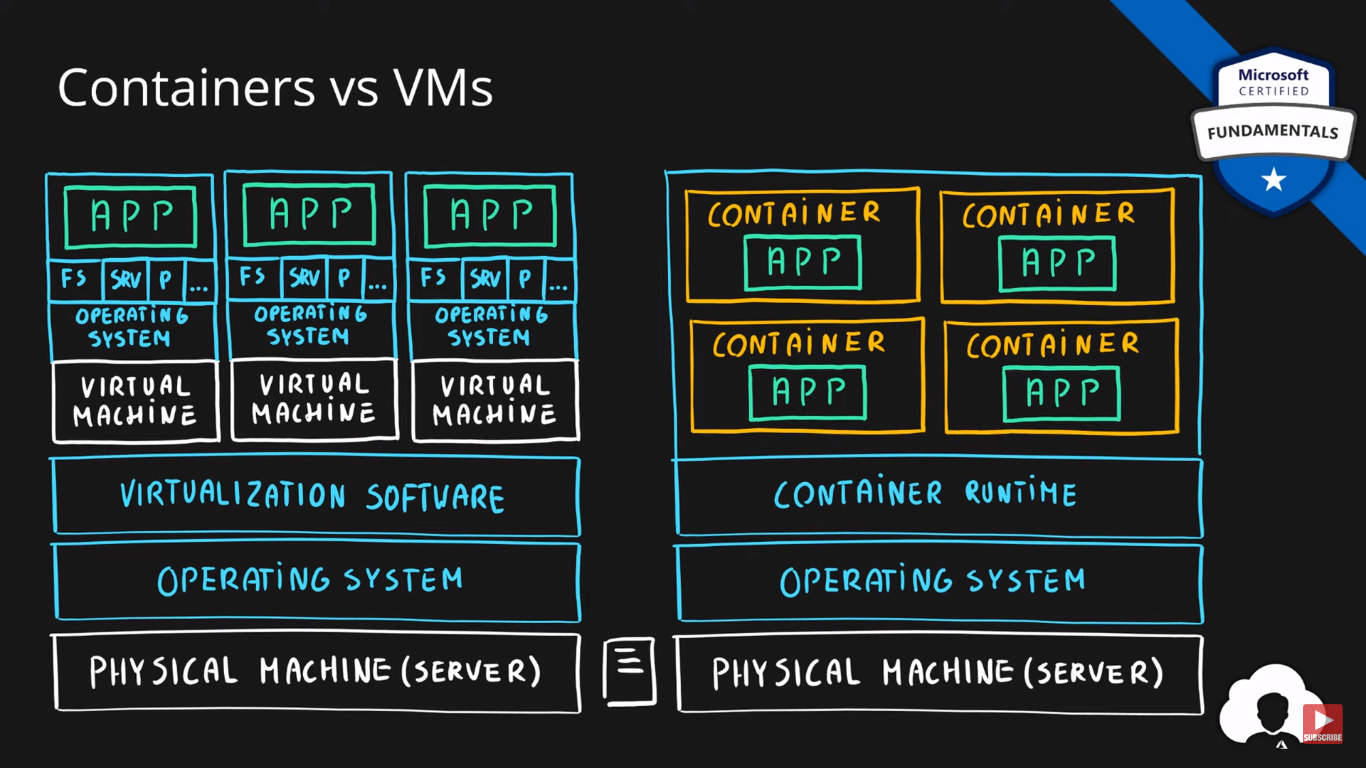 Containers vs VMs
Microsoft
CERTIFIED
FUNDAMENTALS
APP
FS SRV P ...
OPERATING
SYSTEM
VIRTUAL
MACHINE
APP
FS SRV P ...
OPERATING
SYSTEM
VIRTUAL
MACHINE
APP
FS SRV P ...
OPERATING
SYSTEM
VIRTUAL
MACHINE
VIRTUALIZATION SOFTWARE
OPERATING SYSTEM
PHYSICAL MACHINE (SERVER)
CONTAINER
APP
CONTAINER
APP
CONTAINER
APP
CONTAINER
APP
CONTAINER RUNTIME
OPERATING SYSTEM
PHYSICAL MACHINE (SERVER)
SUBSCRIBE